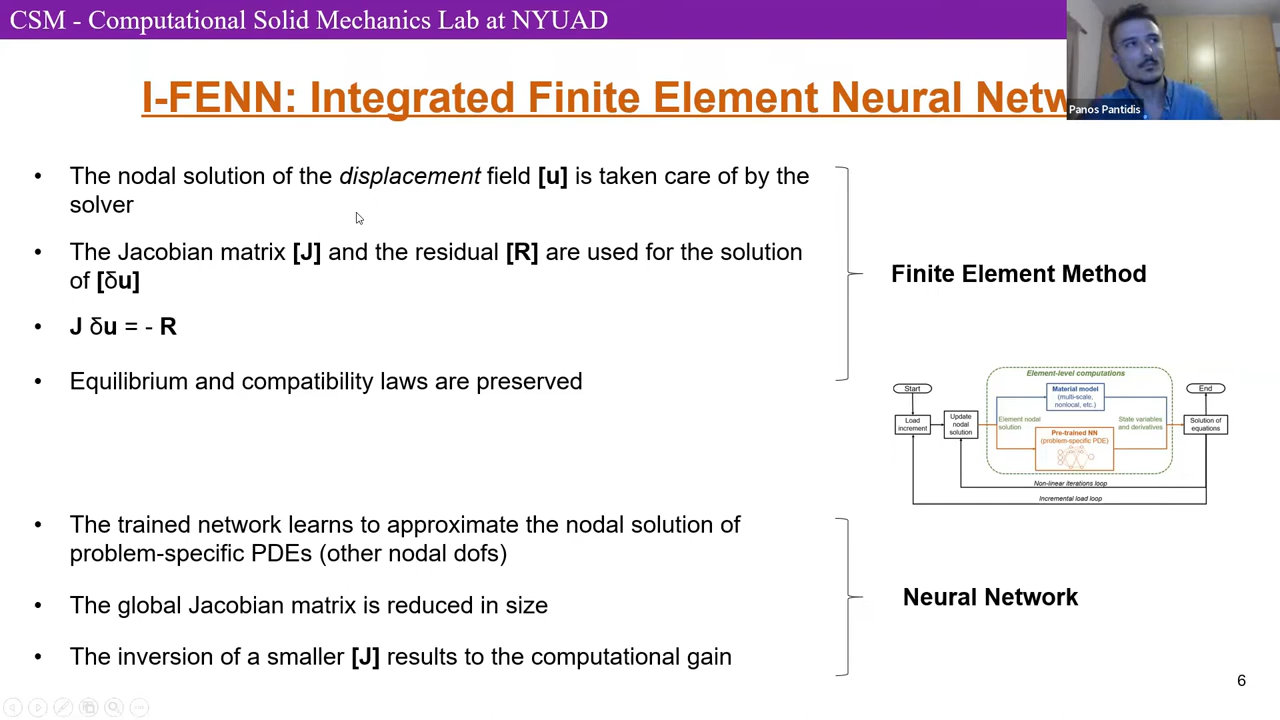 CSM - Computational Solid Mechanics Lab at NYUAD
Panos Pantidis
I-FENN: Integrated Finite Element Neural Netw
• The nodal solution of the displacement field [u] is taken care of by the
solver
• The Jacobian matrix [J] and the residual [R] are used for the solution
of [δu]
• J δu = - R
• Equilibrium and compatibility laws are preserved
Finite Element Method
Element-level computations
Start
End
Material model
(multi-scale,
nonlocal, etc.)
Load
increment
Update
nodal
solution
Element nodal
solution
State variables
and derivatives
Solution of
equations
Pre-trained NN
(problem-specific PDE)
Non-linear iterations loop
Incremental load loop
• The trained network learns to approximate the nodal solution of
problem-specific PDEs (other nodal dofs)
• The global Jacobian matrix is reduced in size
• The inversion of a smaller [J] results to the computational gain
Neural Network
6